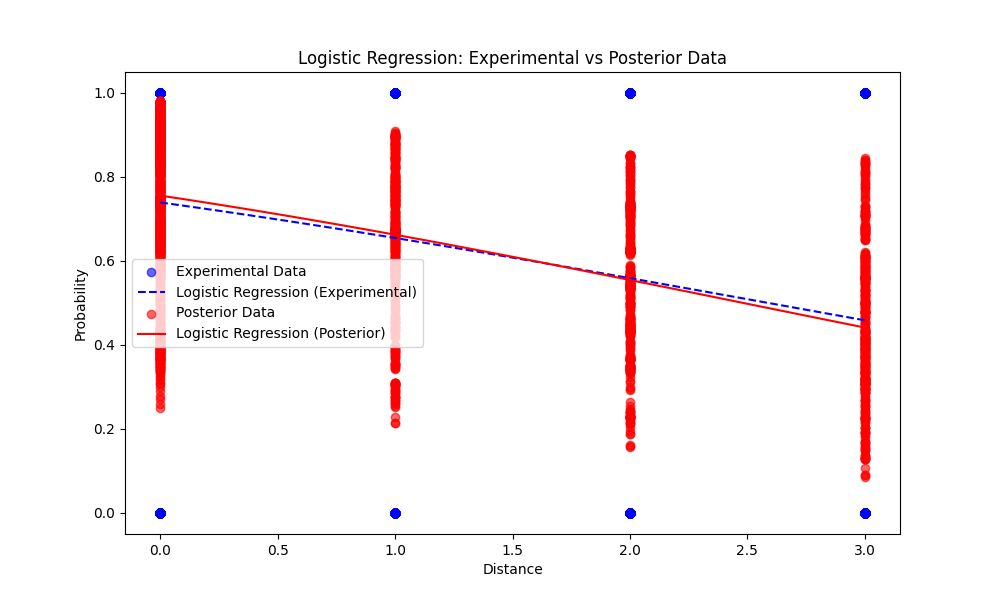 Logistic Regression: Experimental vs Posterior Data
Probability
1.0
0.8
0.6
0.4
0.2
0.0
Experimental Data
Logistic Regression (Experimental)
Posterior Data
Logistic Regression (Posterior)
0.0 0.5 1.0 1.5 2.0 2.5 3.0
Distance